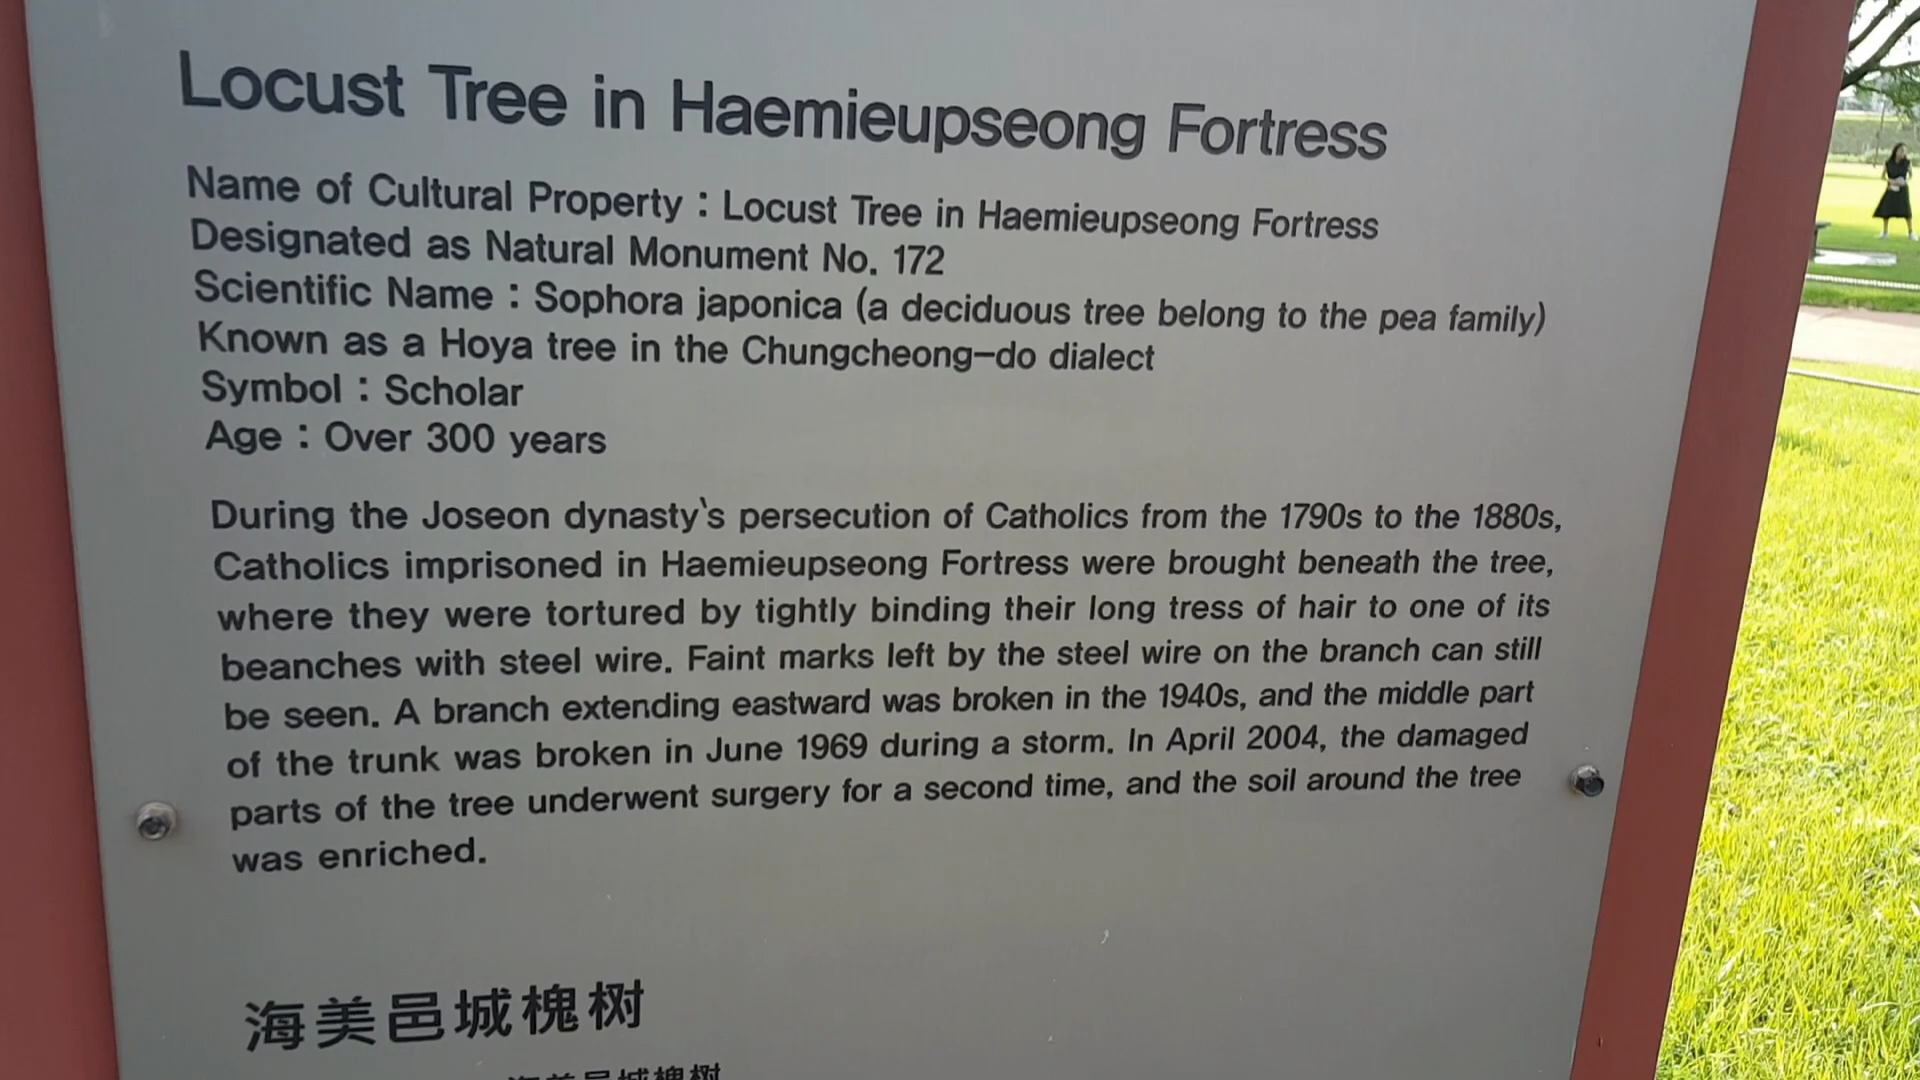 Locust Tree in Haemieupseong Fortress
Name of Cultural Property : Locust Tree in Haemieupseong Fortress
Designated as Natural Monument No. 172
Scientific Name : Sophora japonica (a deciduous tree belong to the pea family)
Known as a Hoya tree in the Chungcheong-do dialect
Symbol : Scholar
Age : Over 300 years
During the Joseon dynasty‵s persecution of Catholics from the 1790s to the 1880s,
Catholics imprisoned in Haemieupseong Fortress were brought beneath the tree,
where they were tortured by tightly binding their long tress of hair to one of its
beanches with steel wire. Faint marks left by the steel wire on the branch can still
be seen. A branch extending eastward was broken in the 1940s, and the middle part
of the trunk was broken in June 1969 during a storm. In April 2004, the damaged
parts of the tree underwent surgery for a second time, and the soil around the tree
was enriched.
海美邑城槐树
海美邑城槐树